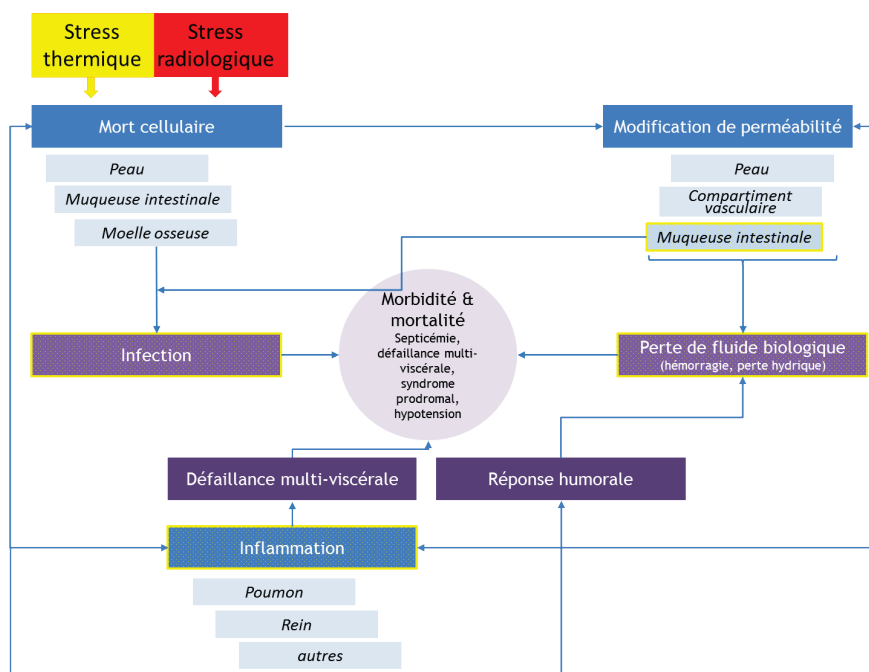 Stress
thermique
Stress
radiologique
Mort cellulaire
Modification de perméabilité
Peau
Muqueuse intestinale
Moelle osseuse
Peau
Compartiment
vasculaire
Muqueuse intestinale
Morbidité &
mortalité
Septicémie,
défaillance multi-
viscérale,
syndrome
prodromal,
hypotension
Infection
Perte de fluide biologique
(hémorragie, perte hydrique)
Défaillance multi-viscérale
Réponse humorale
Inflammation
Poumon
Rein
autres